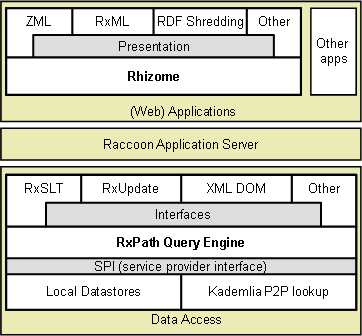 ZML RxML RDF Shredding Other
Presentation
Rhizome
Other
apps
(Web) Applications
Raccoon Application Server
RxSLT RxUpdate XML DOM Other
Interfaces
RxPath Query Engine
SPI (service provider interface)
Local Datastores Kademlia P2P lookup
Data Access